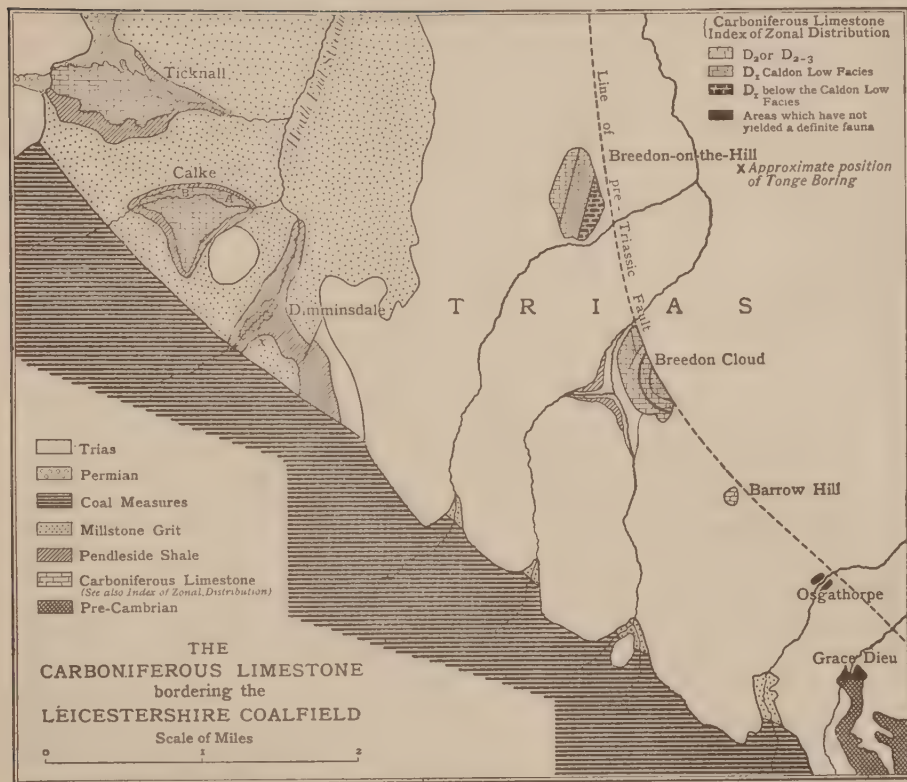 Carboniferous Limestone
Index of Zonal Distribution
D₂ or D₂₋₃
D₁ Caldon Low Facies
D₁ below the Caldon Low
Facies
Areas which have not
yielded a definite fauna
X Approximate position
of Tonge Boring
Ticknall
Line of pre-Triassic Fault
Breedon-on-the-Hill
Calke
B
A
Dimminsdale
X
TRIAS
Breedon Cloud
Barrow Hill
Osgathorpe
Grace Dieu
Trias
Permian
Coal Measures
Millstone Grit
Pendleside Shale
Carboniferous Limestone
(See also Index of Zonal Distribution)
Pre-Cambrian
THE
CARBONIFEROUS LIMESTONE
bordering the
LEICESTERSHIRE COALFIELD
Scale of Miles
0 1 2